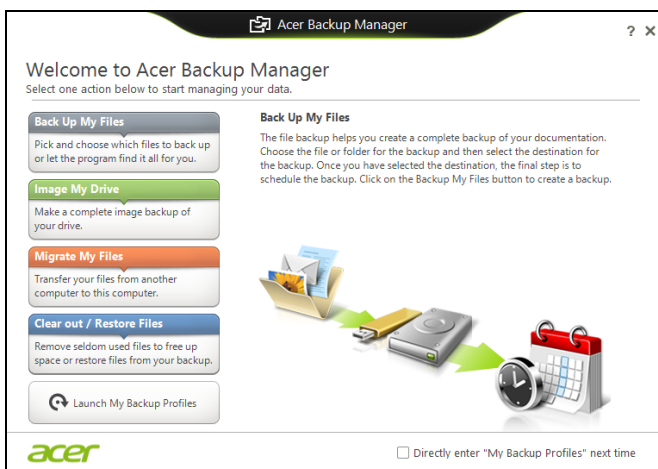 Acer Backup Manager
?
Welcome to Acer Backup Manager
Select one action below to start managing your data.
Back Up My Files
Pick and choose which files to back up
or let the program find it all for you.
Image My Drive
Make a complete image backup of
your drive.
Migrate My Files
Transfer your files from another
computer to this computer.
Clear out / Restore Files
Remove seldom used files to free up
space or restore files from your backup.
Launch My Backup Profiles
Back Up My Files
The file backup helps you create a complete backup of your documentation.
Choose the file or folder for the backup and then select the destination for
the backup. Once you have selected the destination, the final step is to
schedule the backup. Click on the Backup My Files button to create a backup.
acer
Directly enter "My Backup Profiles" next time